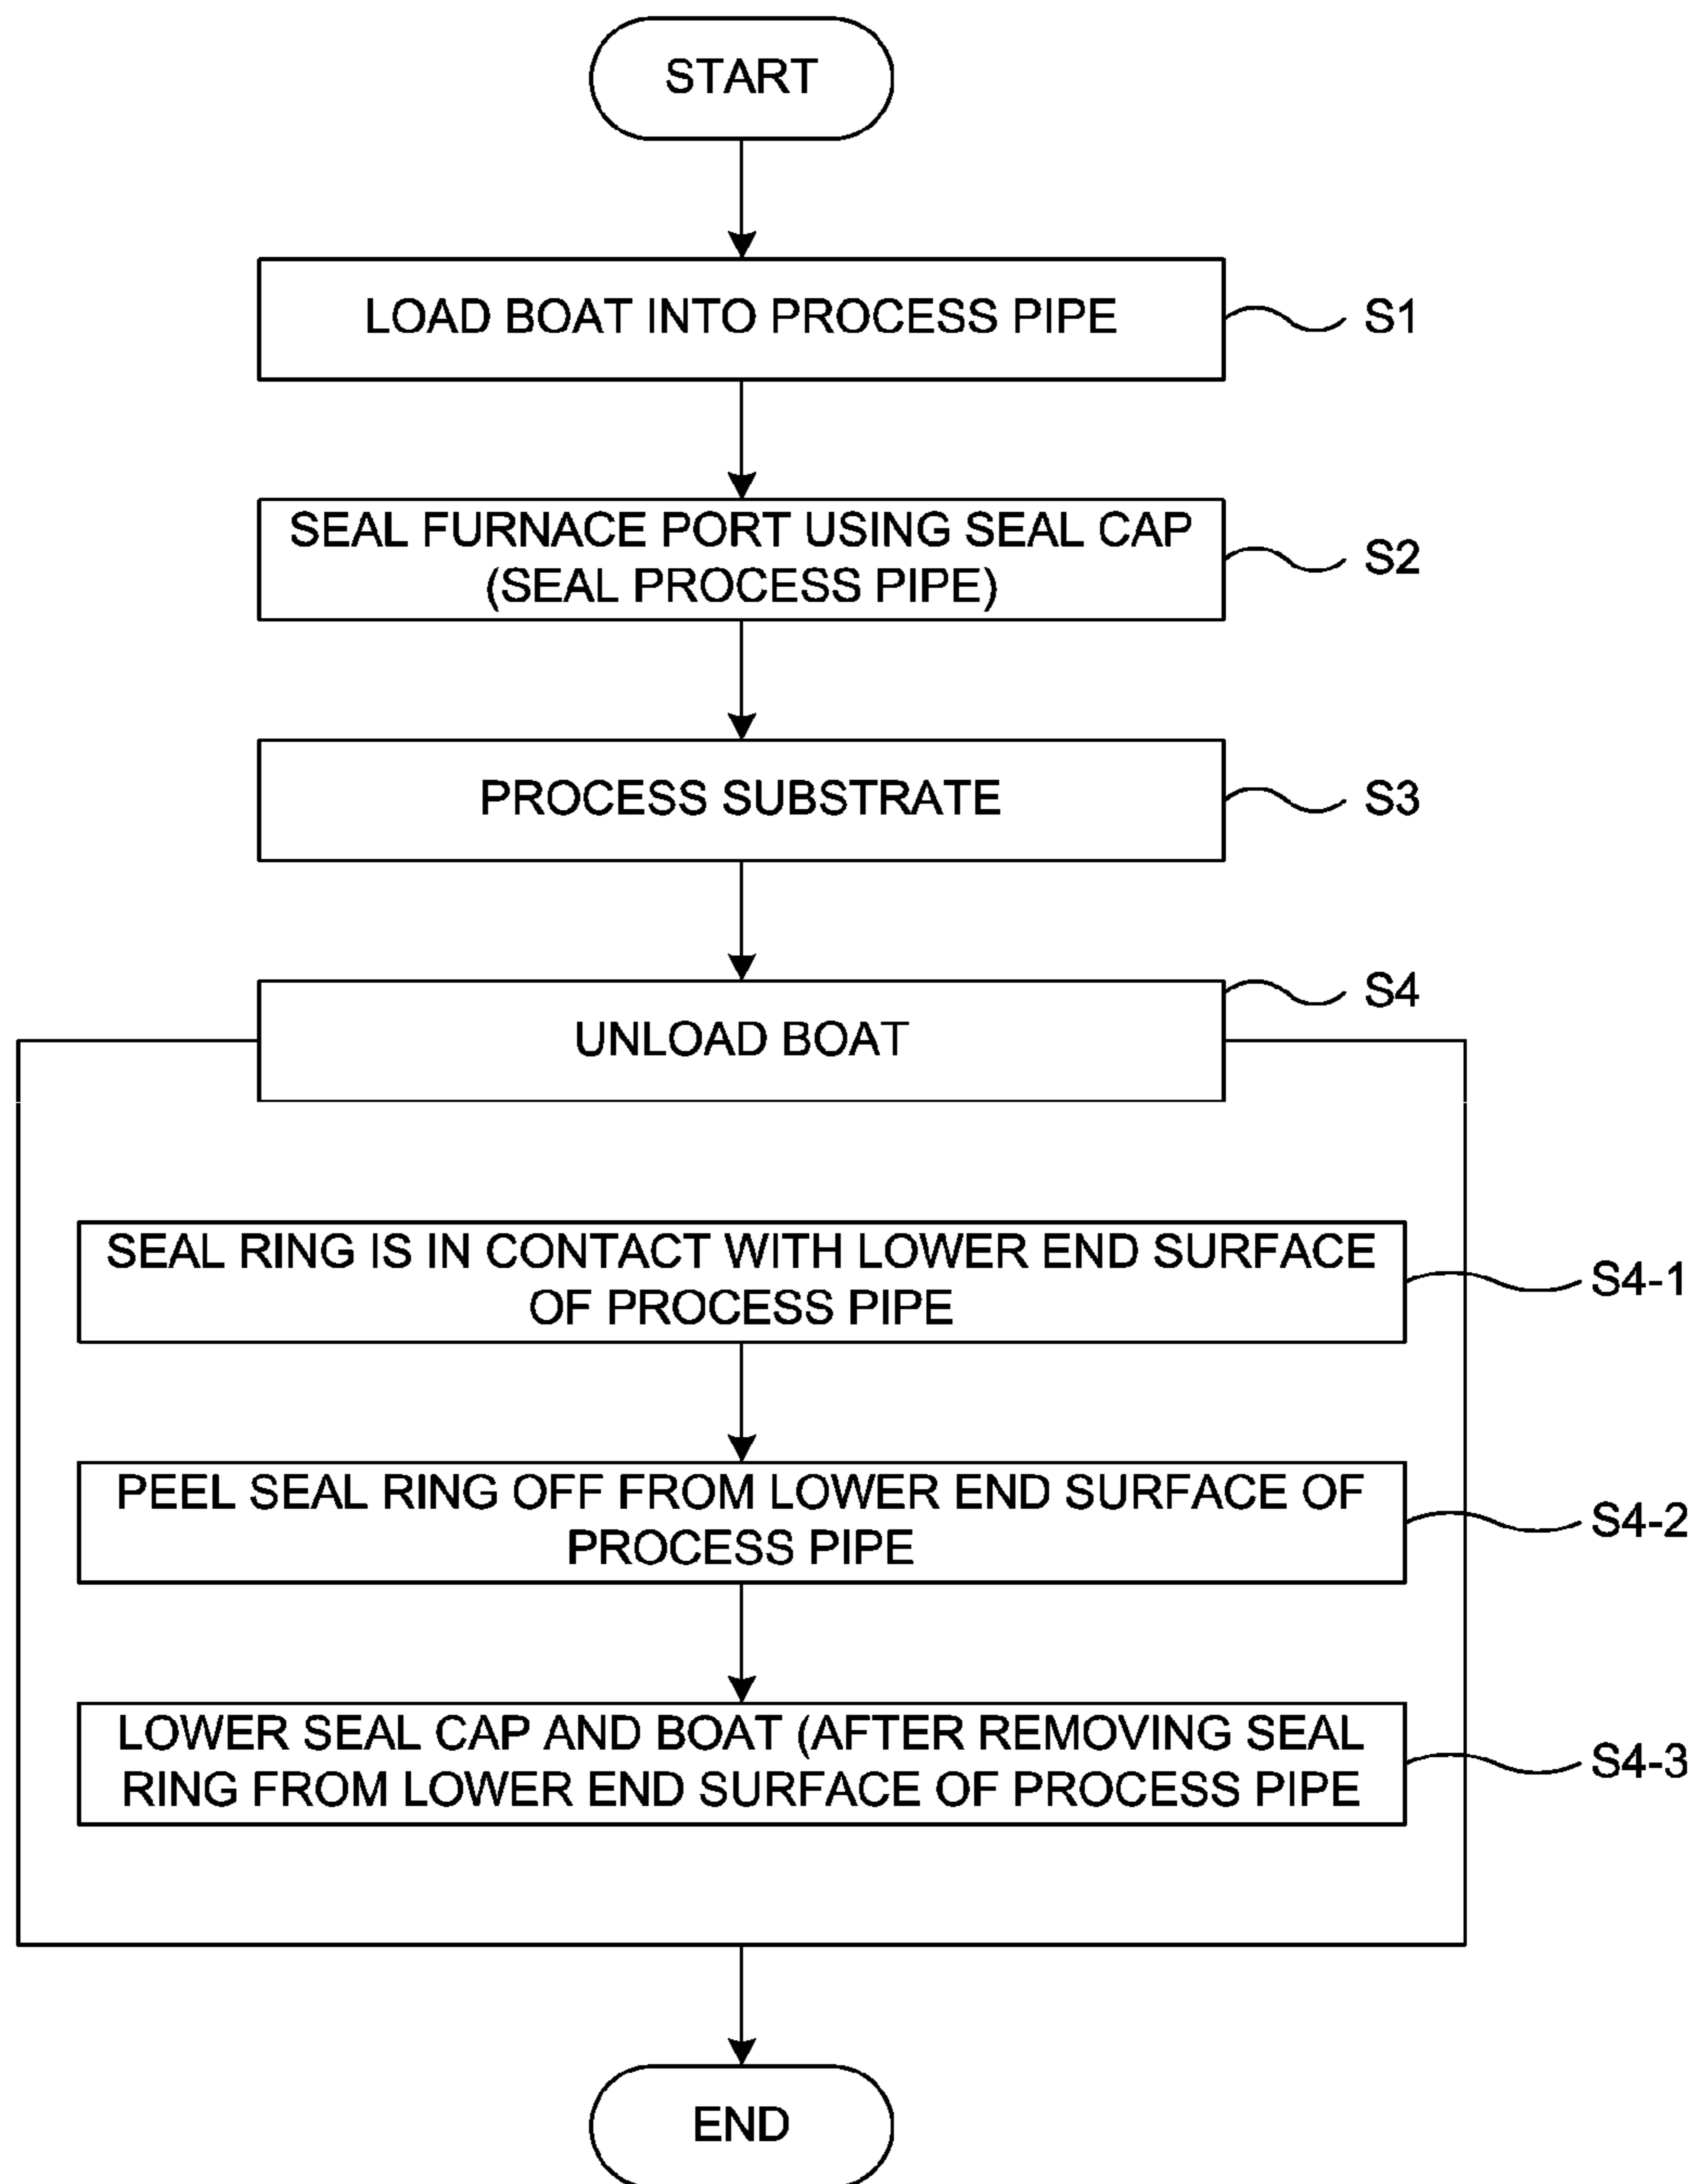 START
LOAD BOAT INTO PROCESS PIPE
S1
SEAL FURNACE PORT USING SEAL CAP
(SEAL PROCESS PIPE)
S2
PROCESS SUBSTRATE
S3
UNLOAD BOAT
S4
SEAL RING IS IN CONTACT WITH LOWER END SURFACE
OF PROCESS PIPE
S4-1
PEEL SEAL RING OFF FROM LOWER END SURFACE OF
PROCESS PIPE
S4-2
LOWER SEAL CAP AND BOAT (AFTER REMOVING SEAL
RING FROM LOWER END SURFACE OF PROCESS PIPE
S4-3
END